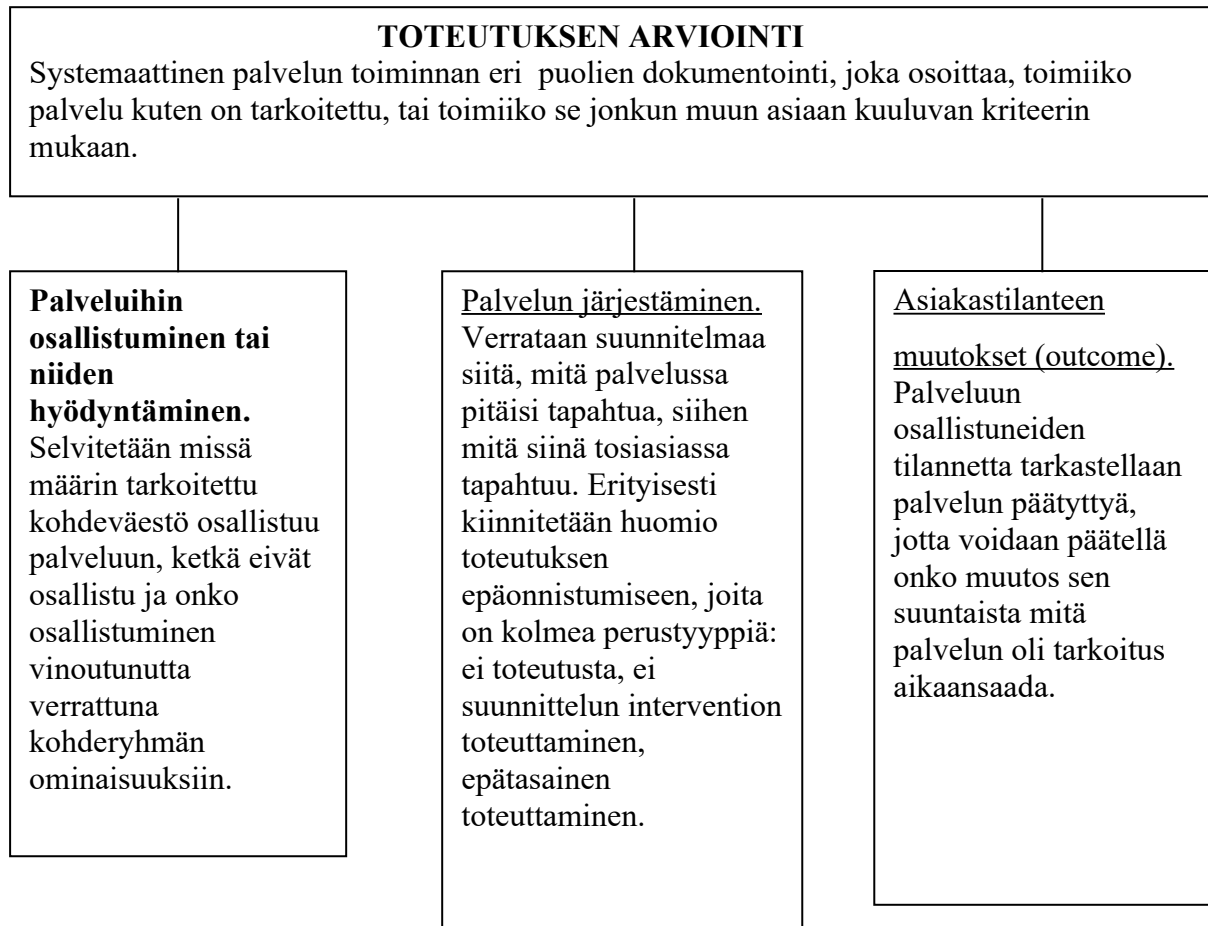 TOTEUTUKSEN ARVIOINTI
Systemaattinen palvelun toiminnan eri puolien dokumentointi, joka osoittaa, toimiiko
palvelu kuten on tarkoitettu, tai toimiiko se jonkun muun asiaan kuuluvan kriteerin
mukaan.
Palveluihin
osallistuminen tai
niiden
hyödyntäminen.
Selvitetään missä
määrin tarkoitettu
kohdeväestö osallistuu
palveluun, ketkä eivät
osallistu ja onko
osallistuminen
vinoutunutta
verrattuna
kohderyhmän
ominaisuuksiin.
Palvelun järjestäminen.
Verrataan suunnitelmaa
siitä, mitä palvelussa
pitäisi tapahtua, siihen
mitä siinä tosiasiassa
tapahtuu. Erityisesti
kiinnitetään huomio
toteutuksen
epäonnistumiseen, joita
on kolmea perustyyppiä:
ei toteutusta, ei
suunnittelun intervention
toteuttaminen,
epätasainen
toteuttaminen.
Asiakastilanteen
muutokset (outcome).
Palveluun
osallistuneiden
tilannetta tarkastellaan
palvelun päätyttyä,
jotta voidaan päätellä
onko muutos sen
suuntaista mitä
palvelun oli tarkoitus
aikaansaada.